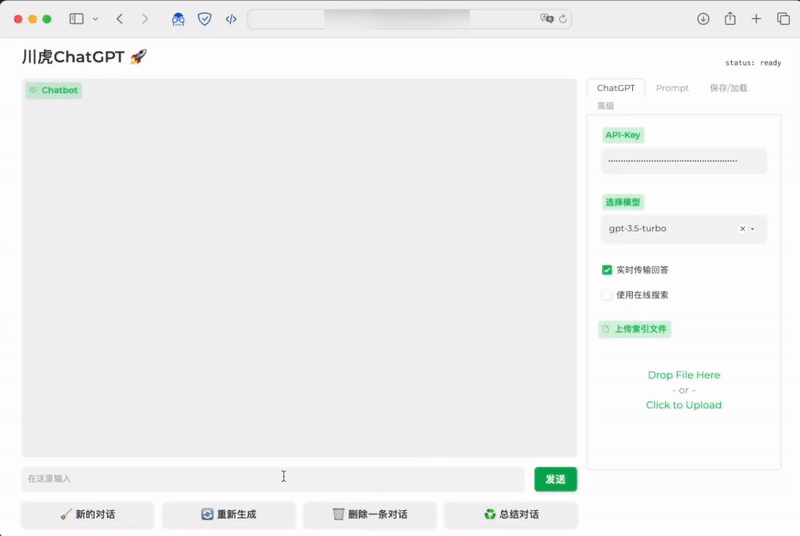 川虎ChatGPT 🚀
status: ready
Chatbot
ChatGPT
Prompt
保存/加载
高级
API-Key
选择模型
gpt-3.5-turbo
实时传输回答
使用在线搜索
上传索引文件
Drop File Here
- or -
Click to Upload
在这里输入
发送
🧹 新的对话
🔄 重新生成
🗑️ 删除一条对话
♻️ 总结对话